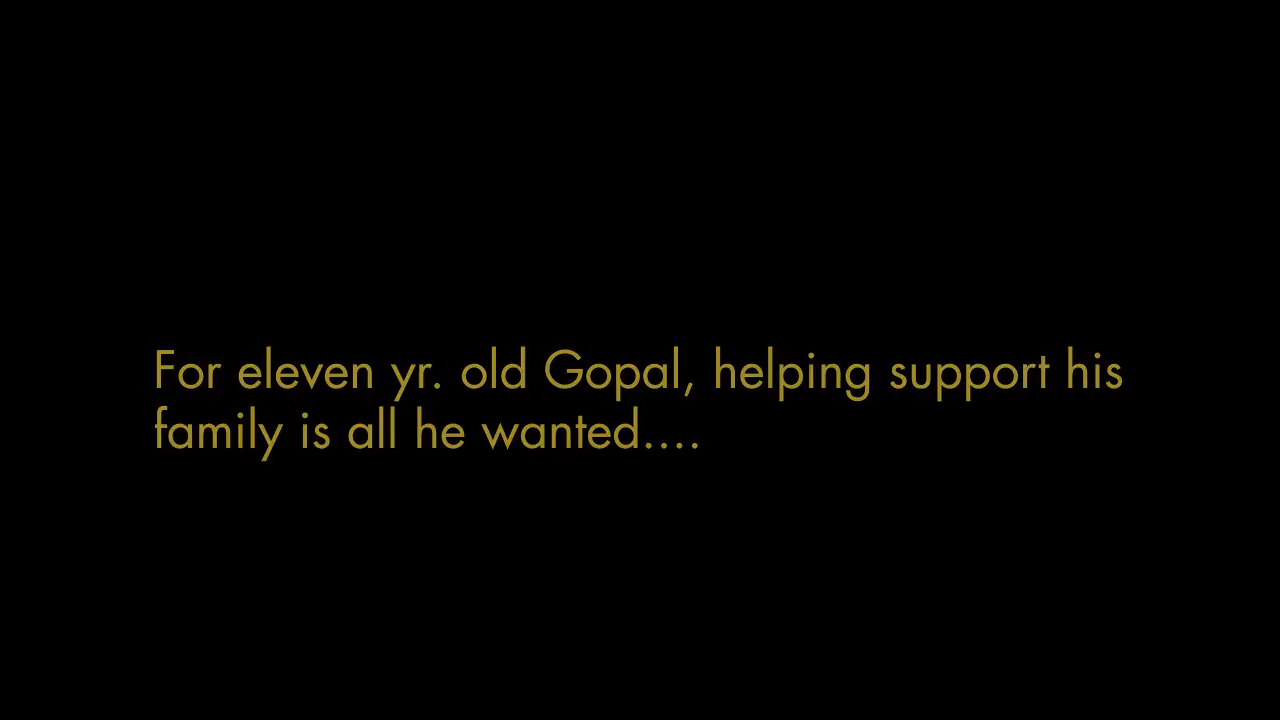 For eleven yr. old Gopal, helping support his
family is all he wanted....